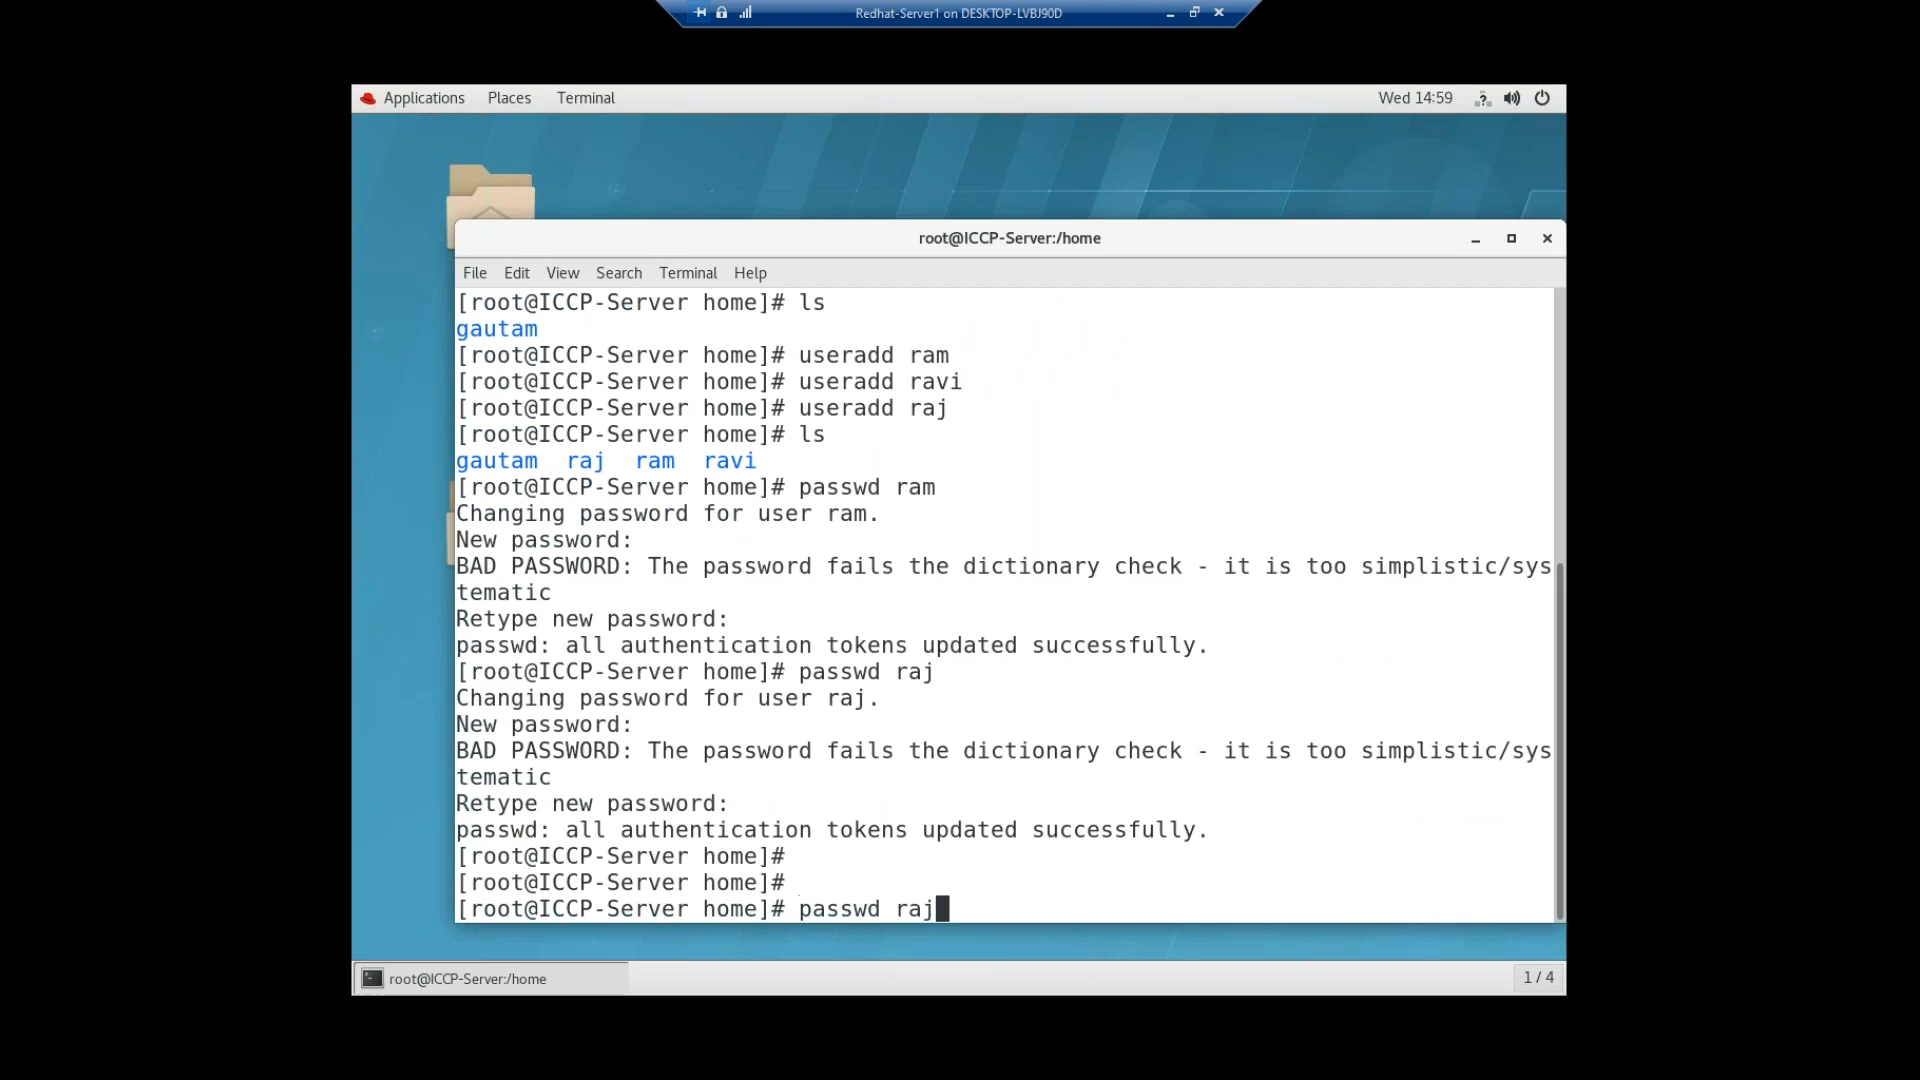 Redhat-Server1 on DESKTOP-LVBJ90D
Applications Places Terminal Wed 14:59
root@ICCP-Server:/home
File Edit View Search Terminal Help
[root@ICCP-Server home]# ls
gautam
[root@ICCP-Server home]# useradd ram
[root@ICCP-Server home]# useradd ravi
[root@ICCP-Server home]# useradd raj
[root@ICCP-Server home]# ls
gautam  raj  ram  ravi
[root@ICCP-Server home]# passwd ram
Changing password for user ram.
New password:
BAD PASSWORD: The password fails the dictionary check - it is too simplistic/sys
tematic
Retype new password:
passwd: all authentication tokens updated successfully.
[root@ICCP-Server home]# passwd raj
Changing password for user raj.
New password:
BAD PASSWORD: The password fails the dictionary check - it is too simplistic/sys
tematic
Retype new password:
passwd: all authentication tokens updated successfully.
[root@ICCP-Server home]#
[root@ICCP-Server home]#
[root@ICCP-Server home]# passwd raj
root@ICCP-Server:/home 1 / 4